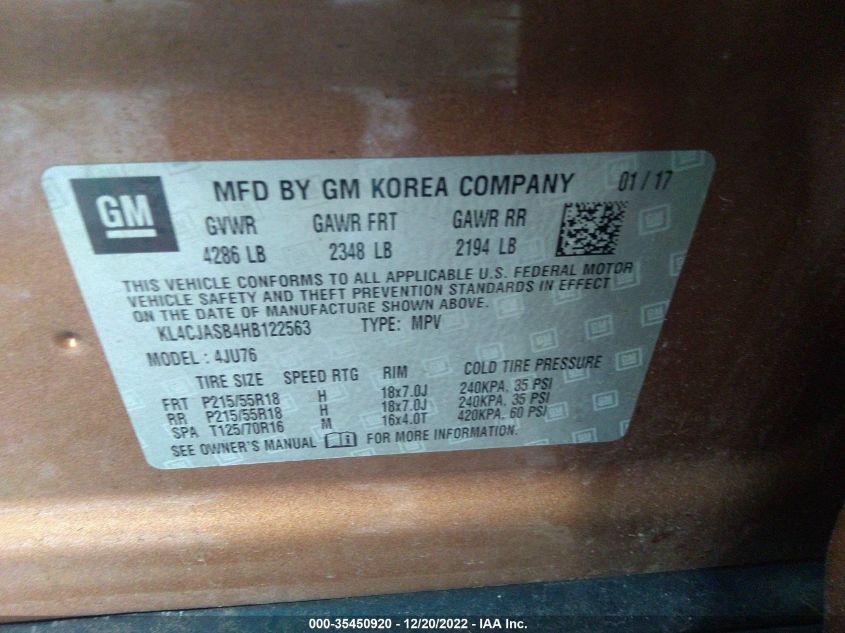 GM
MFD BY GM KOREA COMPANY 01 / 17
GVWR GAWR FRT GAWR RR
4286 LB 2348 LB 2194 LB
THIS VEHICLE CONFORMS TO ALL APPLICABLE U.S. FEDERAL MOTOR
VEHICLE SAFETY AND THEFT PREVENTION STANDARDS IN EFFECT
ON THE DATE OF MANUFACTURE SHOWN ABOVE.
KL4CJASB4HB122563 TYPE: MPV
MODEL : 4JU76
TIRE SIZE SPEED RTG RIM COLD TIRE PRESSURE
FRT P215/55R18 H 18x7.0J 240KPA, 35 PSI
RR P215/55R18 H 18x7.0J 240KPA, 35 PSI
SPA T125/70R16 M 16x4.0T 420KPA, 60 PSI
SEE OWNER'S MANUAL FOR MORE INFORMATION.
000-35450920 - 12/20/2022 - IAA Inc.